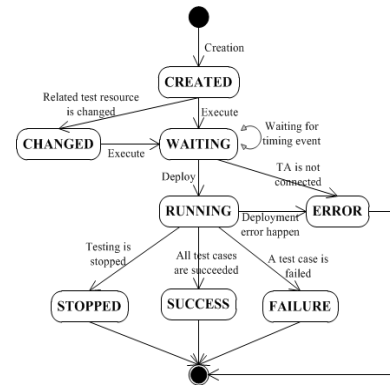 Creation
CREATED
Related test resource
is changed
Execute
CHANGED
Execute
WAITING
Waiting for
timing event
Deploy
TA is not
connected
RUNNING
Deployment
error happen
ERROR
Testing is
stopped
All test cases
are succeeded
A test case is
failed
STOPPED
SUCCESS
FAILURE